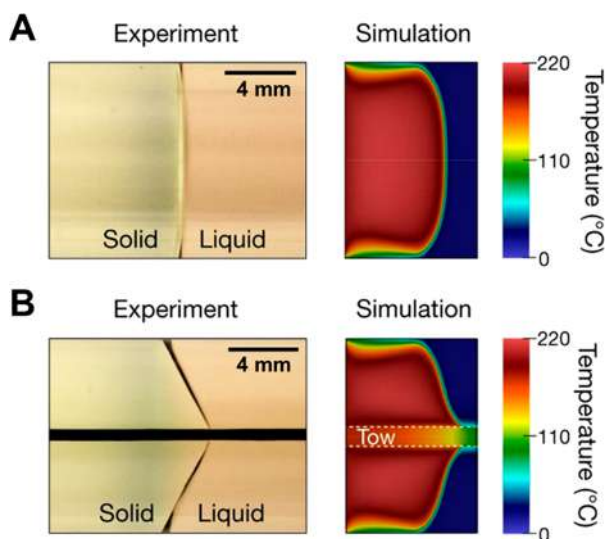 A
Experiment
Simulation
4 mm
Solid
Liquid
220
110
0
Temperature (°C)
B
Experiment
Simulation
4 mm
Tow
Solid
Liquid
220
110
0
Temperature (°C)